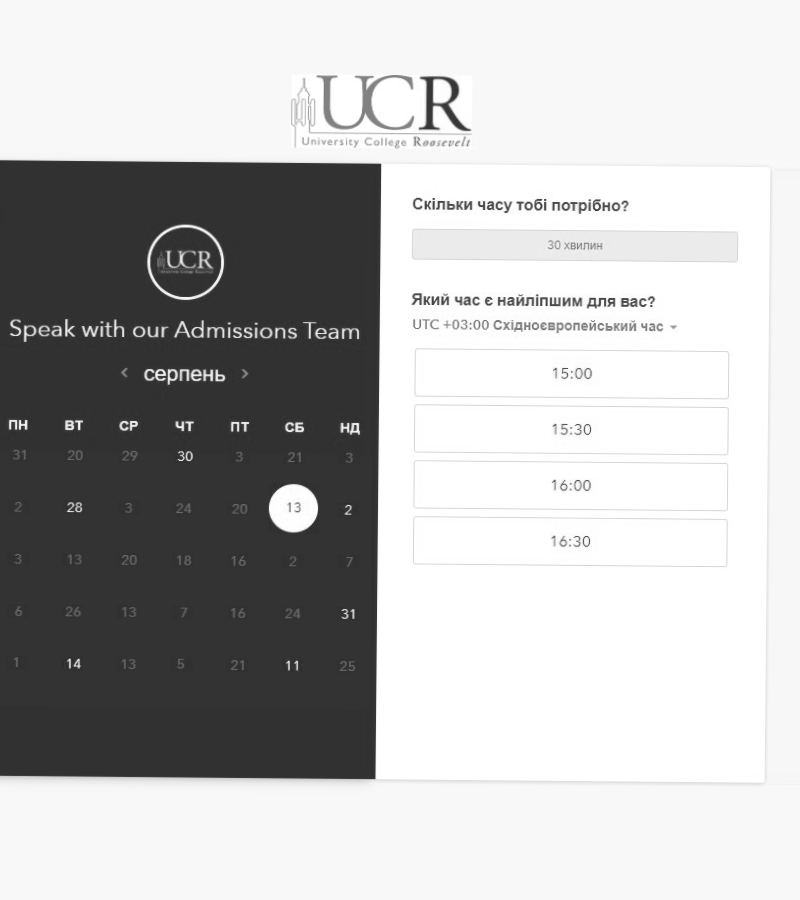 UCR
University College Roosevelt
UCR
Speak with our Admissions Team
серпень
ПН ВТ СР ЧТ ПТ СБ НД
31 20 29 30 3 21 3
2 28 3 24 20 13 2
3 13 20 18 16 2 7
6 26 13 7 16 24 31
1 14 13 5 21 11 25
Скільки часу тобі потрібно?
30 хвилин
Який час є найліпшим для вас?
UTC +03:00 Східноєвропейський час
15:00
15:30
16:00
16:30